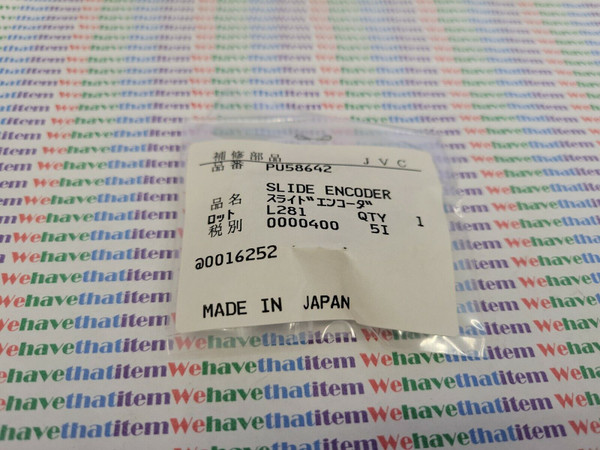 補修部品 JVC
品番 PU58642
SLIDE ENCODER
品名 スライド"エンコーダ"
ロット L281 QTY 1
税別 0000400 5I
@0016252
MADE IN JAPAN
Wehavethatitem